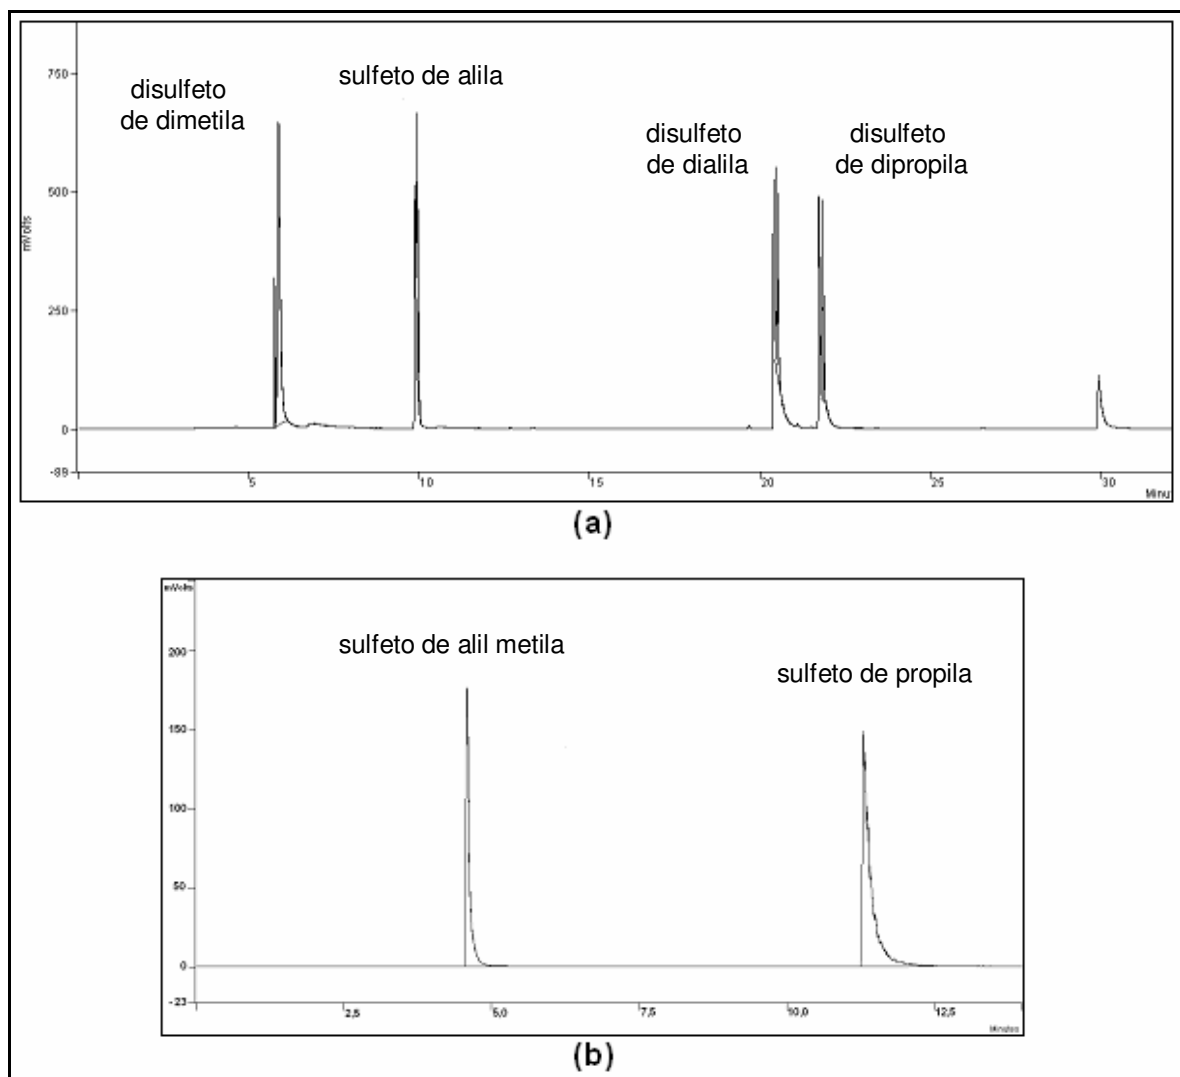 750
500
250
0
-99
mVolts
disulfeto
de dimetila
sulfeto de alila
disulfeto
de dialila
disulfeto
de dipropila
5
10
15
20
25
30
Minu
(a)
mVolts
200
150
100
50
0
-23
sulfeto de alil metila
sulfeto de propila
2,5
5,0
7,5
10,0
12,5
Minutes
(b)